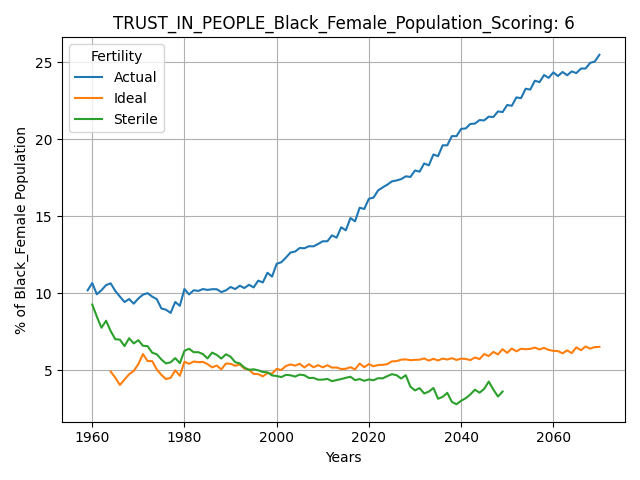 TRUST_IN_PEOPLE_Black_Female_Population_Scoring: 6
Fertility
Actual
Ideal
Sterile
% of Black_Female Population
25
20
15
10
5
1960 1980 2000 2020 2040 2060
Years